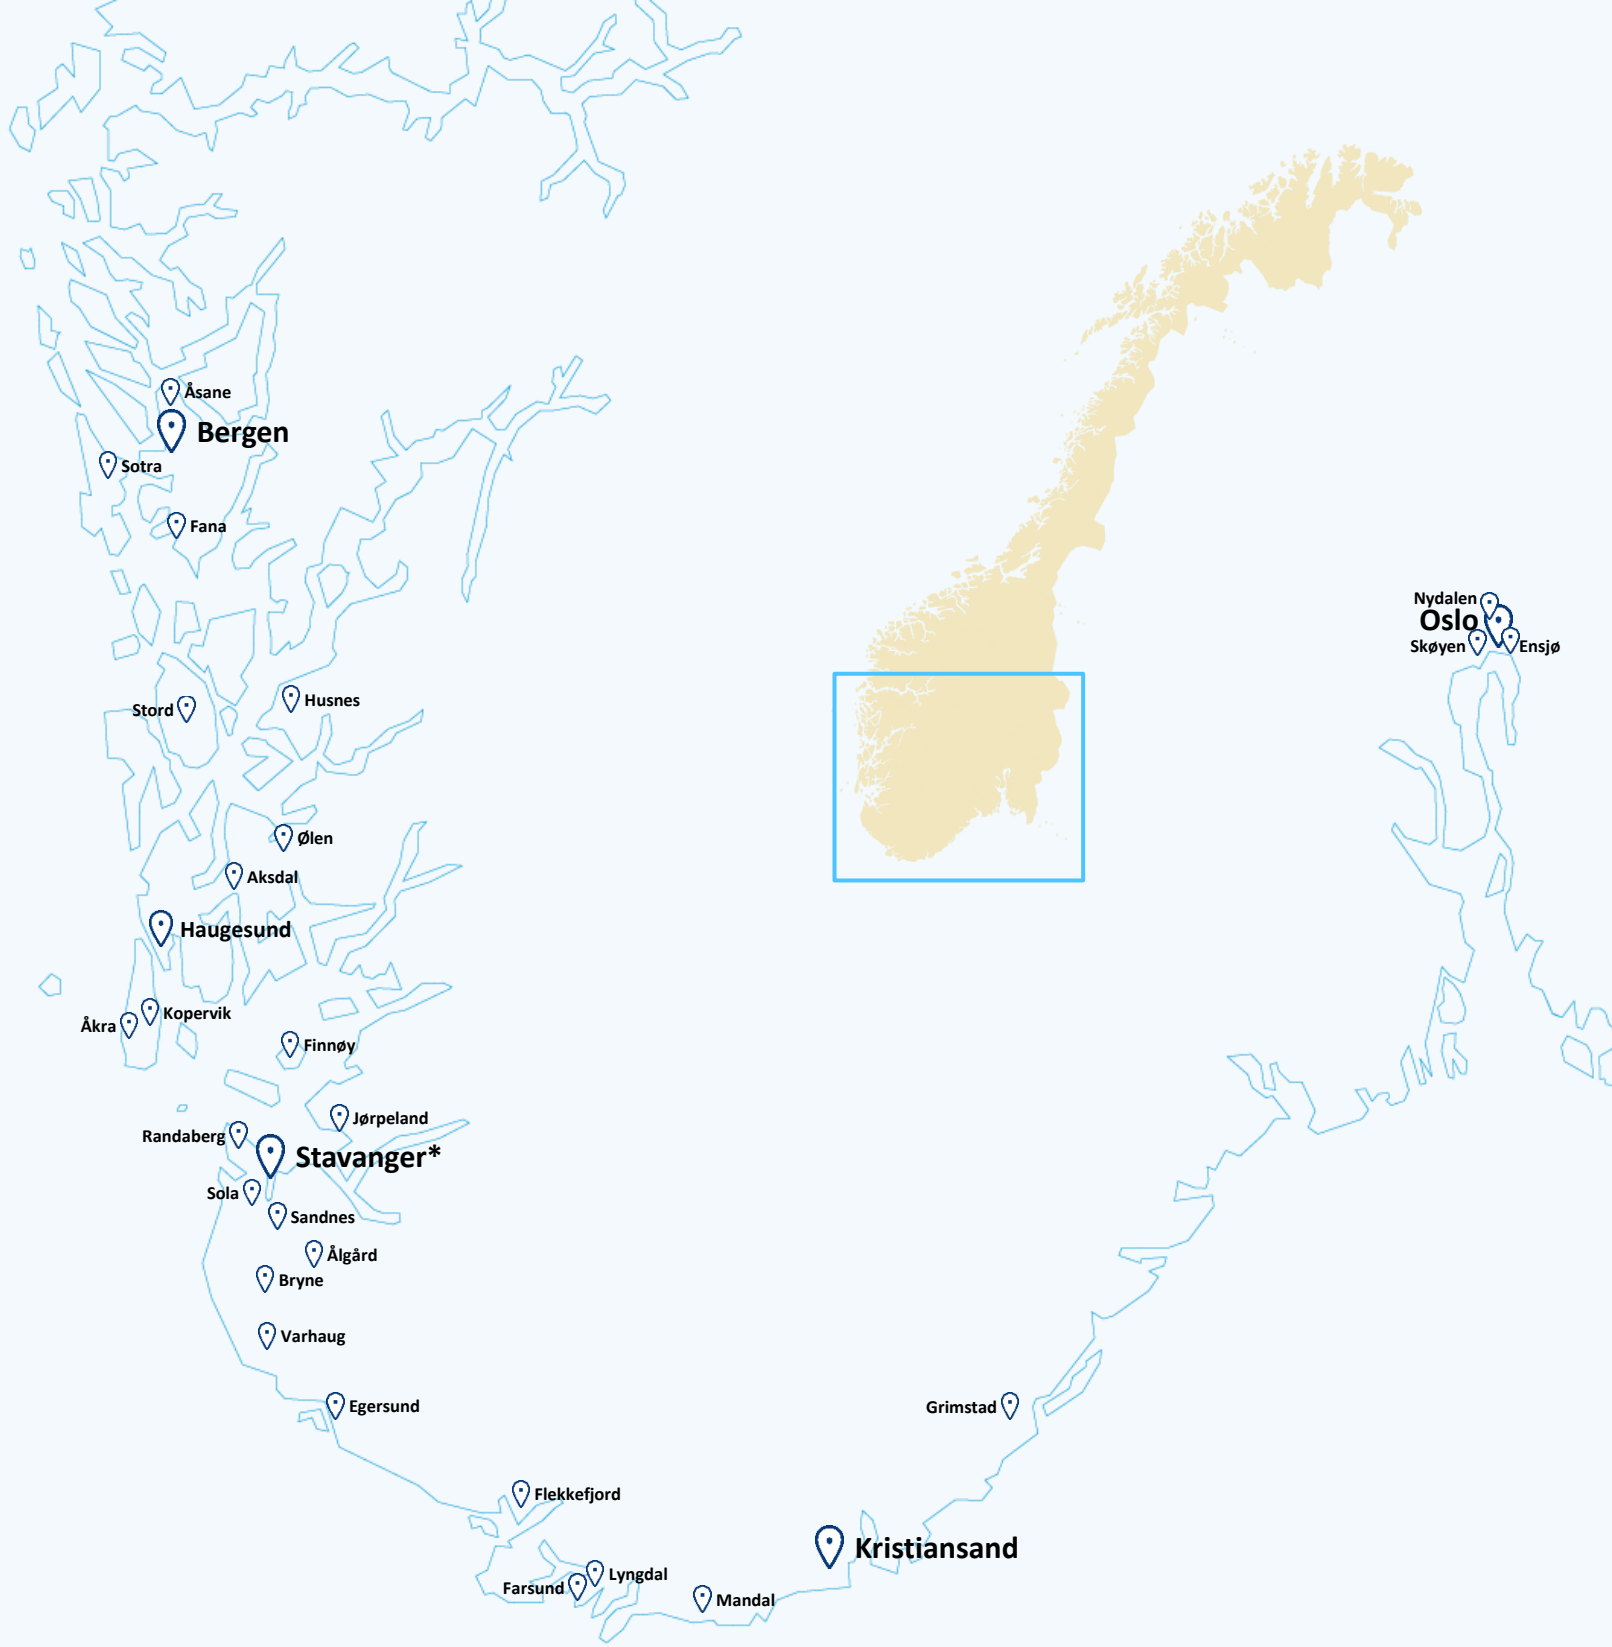 Åsane
Bergen
Sotra
Fana
Nydalen
Oslo
Skøyen
Ensjø
Husnes
Stord
Ølen
Aksdal
Haugesund
Kopervik
Åkra
Finnøy
Jørpeland
Randaberg
Stavanger*
Sola
Sandnes
Ålgård
Bryne
Varhaug
Egersund
Grimstad
Flekkefjord
Kristiansand
Lyngdal
Farsund
Mandal